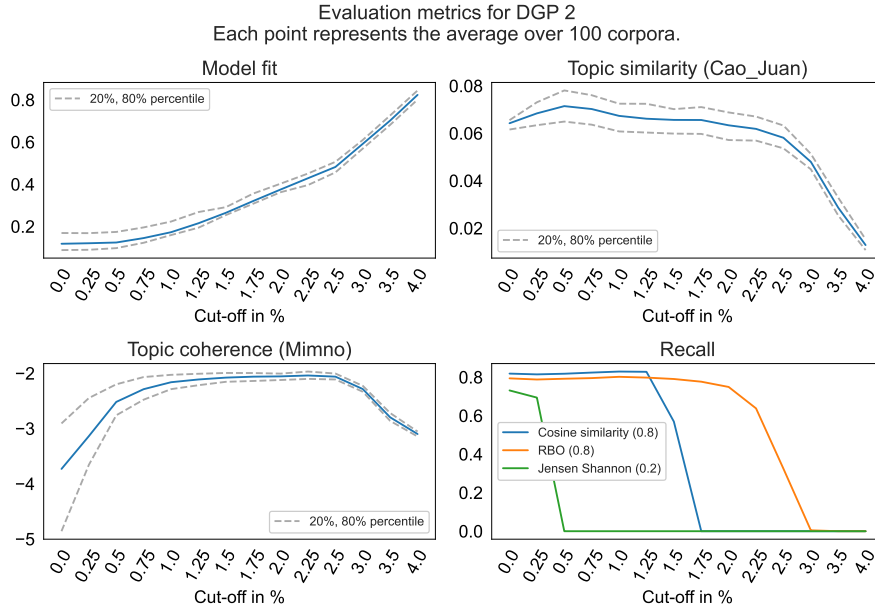 Evaluation metrics for DGP 2
Each point represents the average over 100 corpora.
Model fit
0.8
0.6
0.4
0.2
20%, 80% percentile
0.0 0.25 0.5 0.75 1.0 1.25 1.5 1.75 2.0 2.25 2.5 3.0 3.5 4.0
Cut-off in %
Topic similarity (Cao_Juan)
0.08
0.06
0.04
0.02
20%, 80% percentile
0.0 0.25 0.5 0.75 1.0 1.25 1.5 1.75 2.0 2.25 2.5 3.0 3.5 4.0
Cut-off in %
Topic coherence (Mimno)
−2
−3
−4
−5
20%, 80% percentile
0.0 0.25 0.5 0.75 1.0 1.25 1.5 1.75 2.0 2.25 2.5 3.0 3.5 4.0
Cut-off in %
Recall
0.8
0.6
0.4
0.2
0.0
Cosine similarity (0.8)
RBO (0.8)
Jensen Shannon (0.2)
0.0 0.25 0.5 0.75 1.0 1.25 1.5 1.75 2.0 2.25 2.5 3.0 3.5 4.0
Cut-off in %